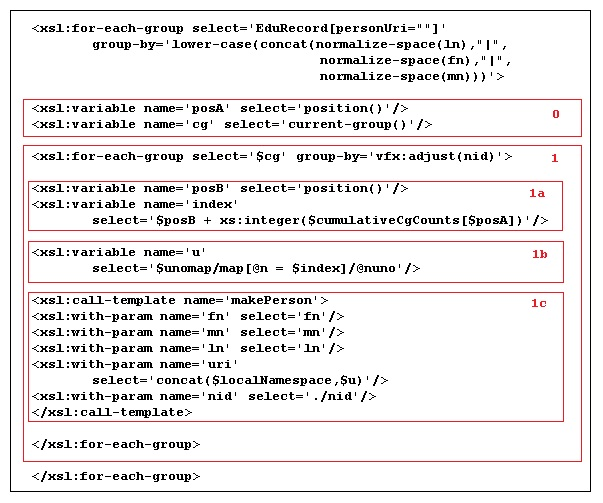 <xsl:for-each-group select='EduRecord[personUri=""]'
group-by='lower-case(concat(normalize-space(ln),"|",
normalize-space(fn),"|",
normalize-space(mn)))'>
<xsl:variable name='posA' select='position()'/> 0
<xsl:variable name='cg' select='current-group()'/>
<xsl:for-each-group select='$cg' group-by='vfx:adjust(nid)'> 1
<xsl:variable name='posB' select='position()'/> 1a
<xsl:variable name='index'
select='$posB + xs:integer($cumulativeCgCounts[$posA])'/>
<xsl:variable name='u' 1b
select='$unomap/map[@n = $index]/@nuno'/>
<xsl:call-template name='makePerson'> 1c
<xsl:with-param name='fn' select='fn'/>
<xsl:with-param name='mn' select='mn'/>
<xsl:with-param name='ln' select='ln'/>
<xsl:with-param name='uri'
select='concat($localNamespace,$u)'/>
<xsl:with-param name='nid' select='./nid'/>
</xsl:call-template>
</xsl:for-each-group>
</xsl:for-each-group>